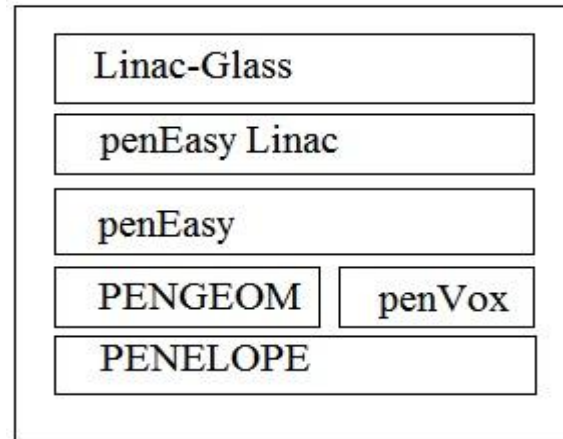 Linac-Glass
penEasy Linac
penEasy
PENGEOM penVox
PENELOPE